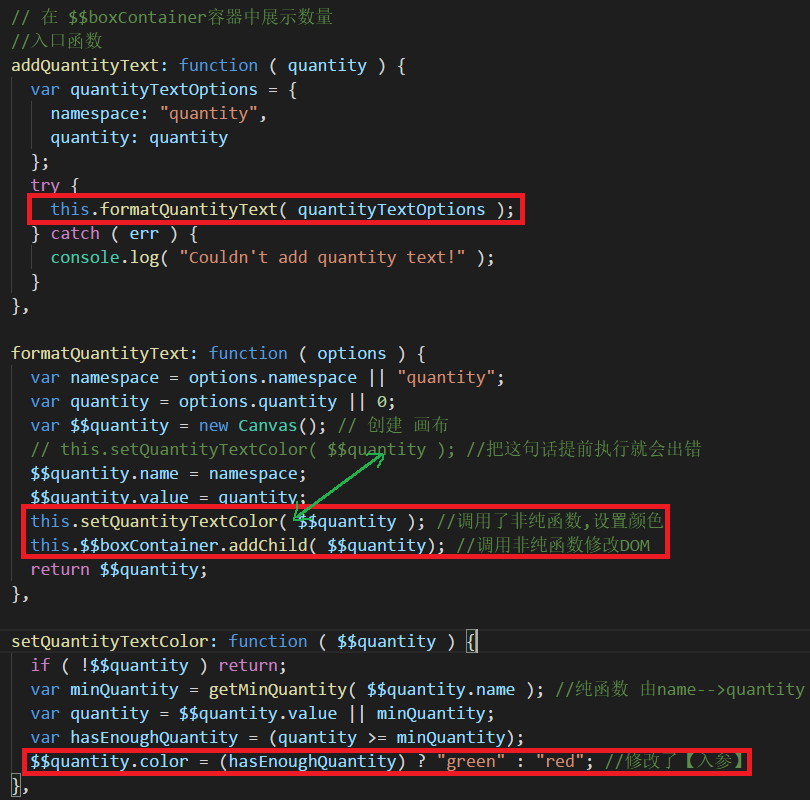 // 在 $$boxContainer容器中展示数量
//入口函数
addQuantityText: function ( quantity ) {
var quantityTextOptions = {
namespace: "quantity",
quantity: quantity
};
try {
this.formatQuantityText( quantityTextOptions );
} catch ( err ) {
console.log( "Couldn't add quantity text!" );
}
},
formatQuantityText: function ( options ) {
var namespace = options.namespace || "quantity";
var quantity = options.quantity || 0;
var $$quantity = new Canvas(); // 创建 画布
// this.setQuantityTextColor( $$quantity ); //把这句话提前执行就会出错
$$quantity.name = namespace;
$$quantity.value = quantity;
this.setQuantityTextColor( $$quantity ); //调用了非纯函数,设置颜色
this.$$boxContainer.addChild( $$quantity); //调用非纯函数修改DOM
return $$quantity;
},
setQuantityTextColor: function ( $$quantity ) {
if ( !$$quantity ) return;
var minQuantity = getMinQuantity( $$quantity.name ); //纯函数 由name-->quantity
var quantity = $$quantity.value || minQuantity;
var hasEnoughQuantity = (quantity >= minQuantity);
$$quantity.color = (hasEnoughQuantity) ? "green" : "red"; //修改了【入参】
},